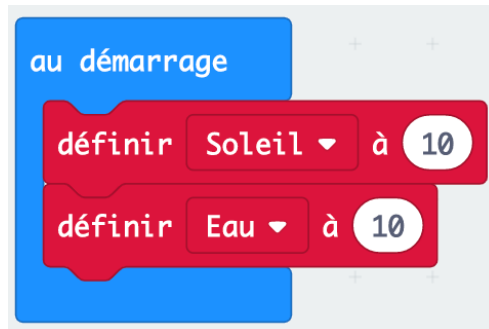 au démarrage
définir Soleil à 10
définir Eau à 10